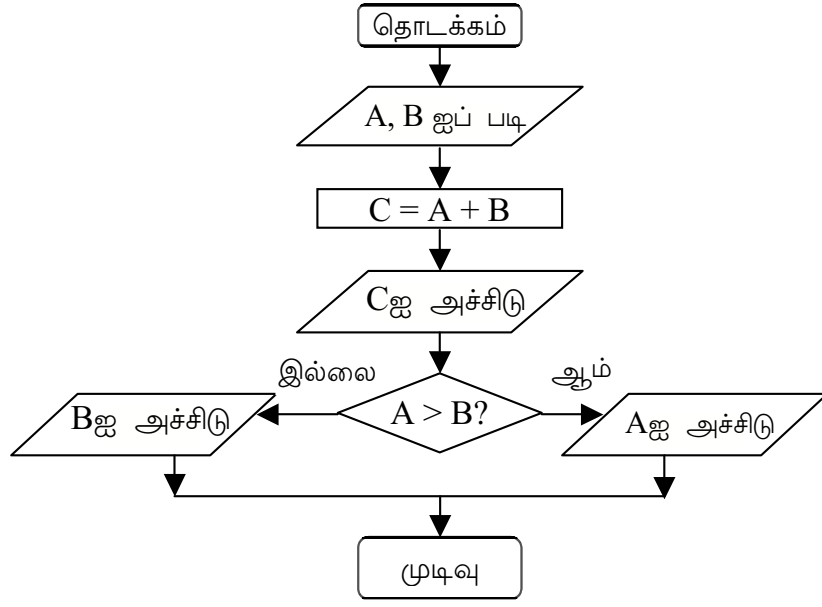 தொடக்கம்
A, B ஐப் படி
C = A + B
Cஐ அச்சிடு
இல்லை
ஆம்
Bஐ அச்சிடு
A > B?
Aஐ அச்சிடு
முடிவு